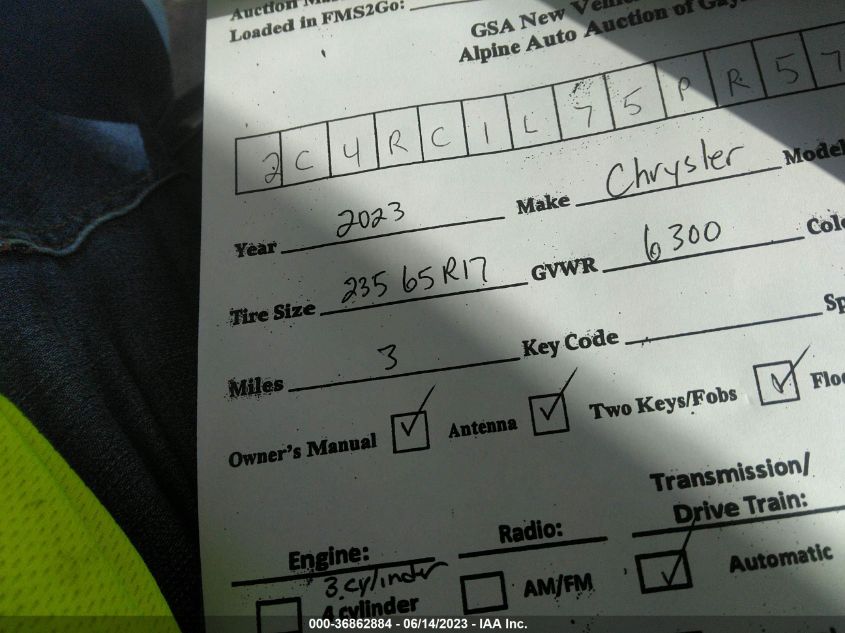 Loaded in FMS2Go:
GSA New
Alpine Auto Auction of
2 C 4 R C 1 L 7 5 P R 5 7
Year 2023 Make Chrysler Model
Tire Size 235 65 R17 GVWR 6300
Miles 3 Key Code
Owner's Manual Antenna Two Keys/Fobs
Transmission/
Engine: Radio: Drive Train:
3 cylinder
4 cylinder AM/FM Automatic
000-36862884 - 06/14/2023 - IAA Inc.